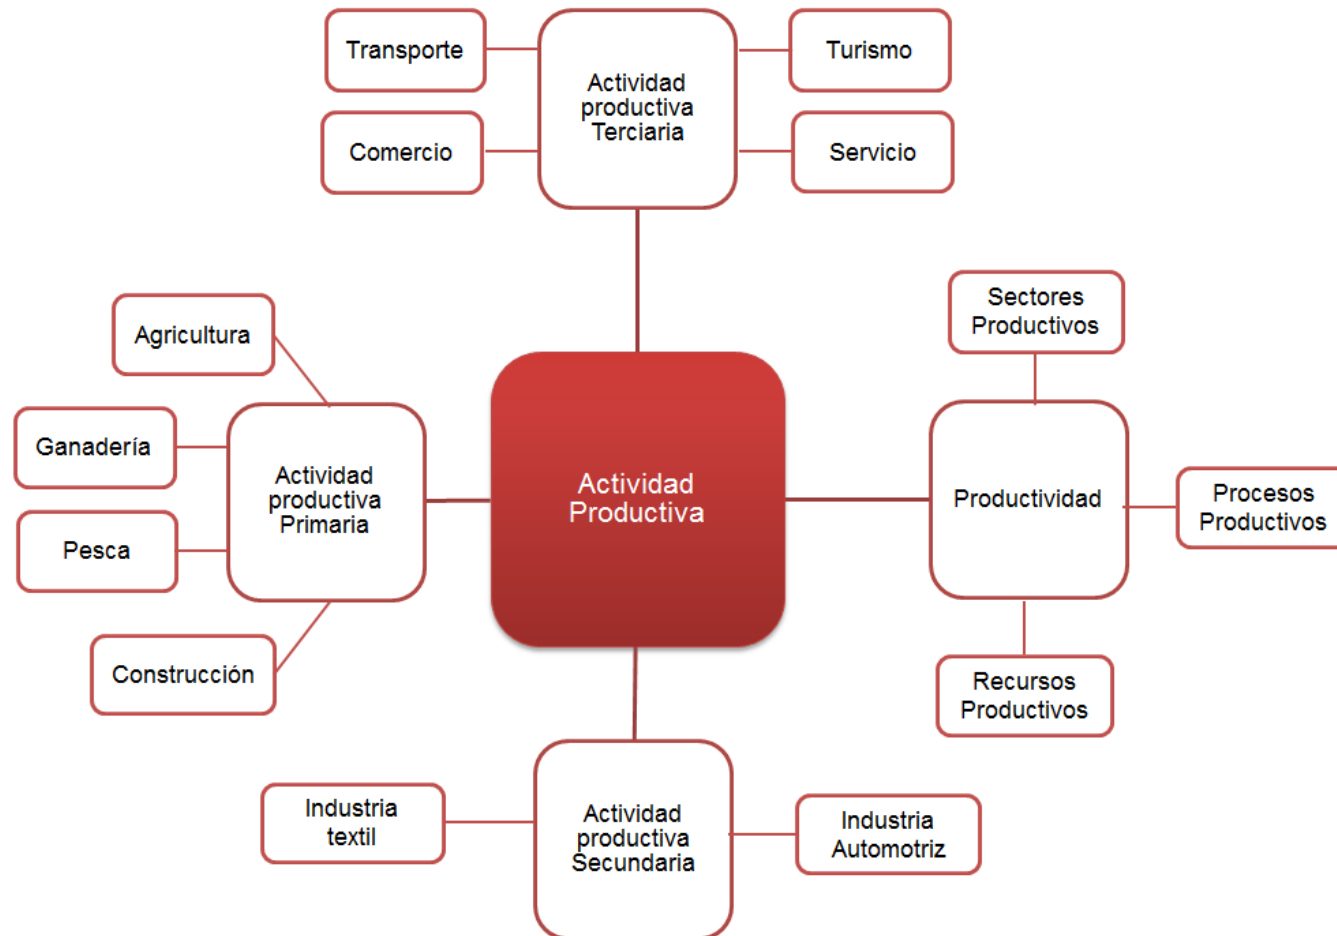 Transporte
Comercio
Actividad
productiva
Terciaria
Turismo
Servicio
Agricultura
Ganadería
Pesca
Construcción
Actividad
productiva
Primaria
Actividad
Productiva
Sectores
Productivos
Productividad
Procesos
Productivos
Recursos
Productivos
Industria
textil
Actividad
productiva
Secundaria
Industria
Automotriz